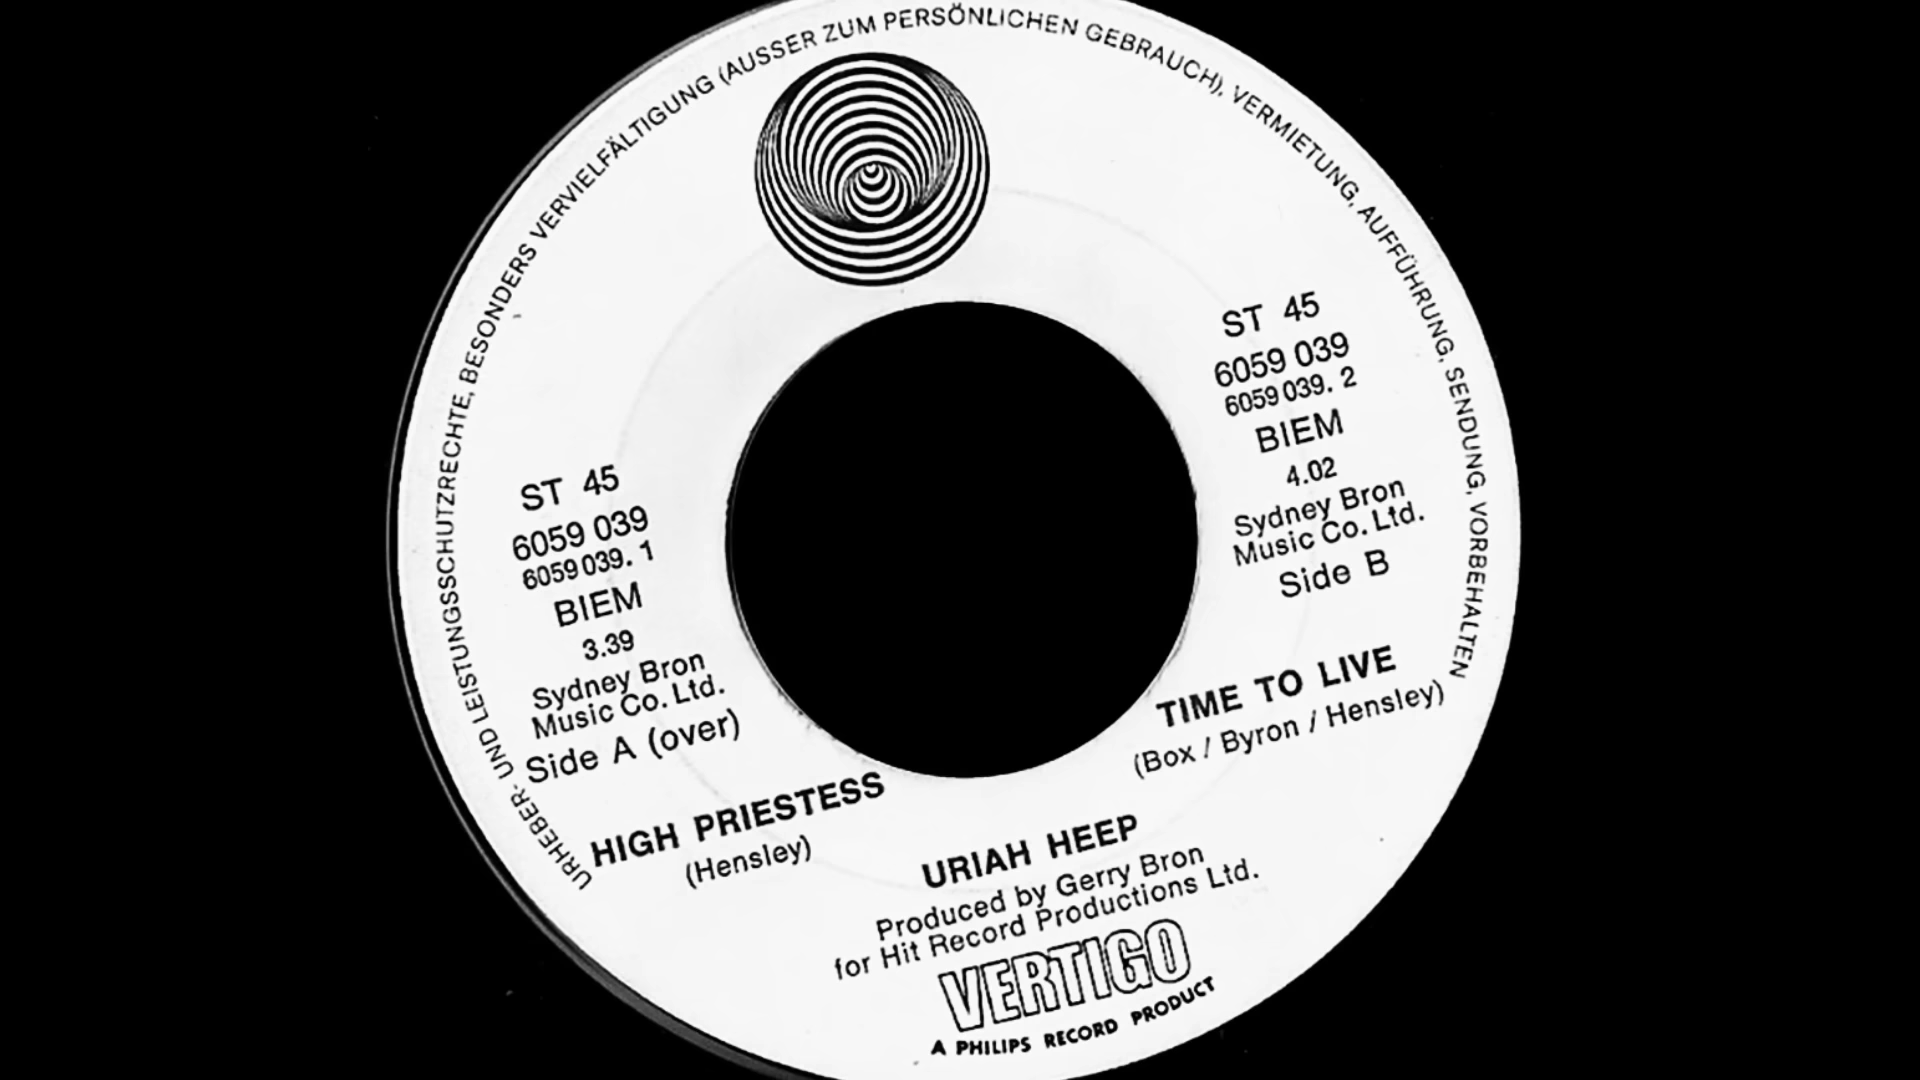 URHEBER- UND LEISTUNGSSCHUTZRECHTE, BESONDERS VERVIELFÄLTIGUNG (AUSSER ZUM PERSÖNLICHEN GEBRAUCH), VERMIETUNG, AUFFÜHRUNG, SENDUNG, VORBEHALTEN
ST 45
6059 039
6059 039. 1
BIEM
3.39
Sydney Bron
Music Co. Ltd.
Side A (over)
HIGH PRIESTESS
(Hensley)
ST 45
6059 039
6059 039. 2
BIEM
4.02
Sydney Bron
Music Co. Ltd.
Side B
TIME TO LIVE
(Box / Byron / Hensley)
URIAH HEEP
Produced by Gerry Bron
for Hit Record Productions Ltd.
VERTIGO
A PHILIPS RECORD PRODUCT